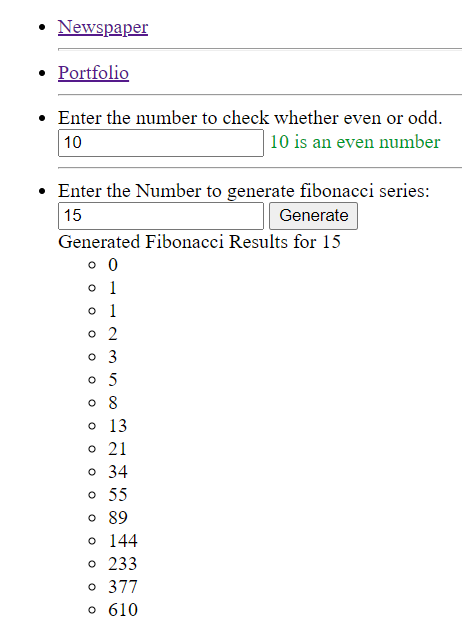 Newspaper
Portfolio
Enter the number to check whether even or odd.
10 10 is an even number
Enter the Number to generate fibonacci series:
15 Generate
Generated Fibonacci Results for 15
0
1
1
2
3
5
8
13
21
34
55
89
144
233
377
610